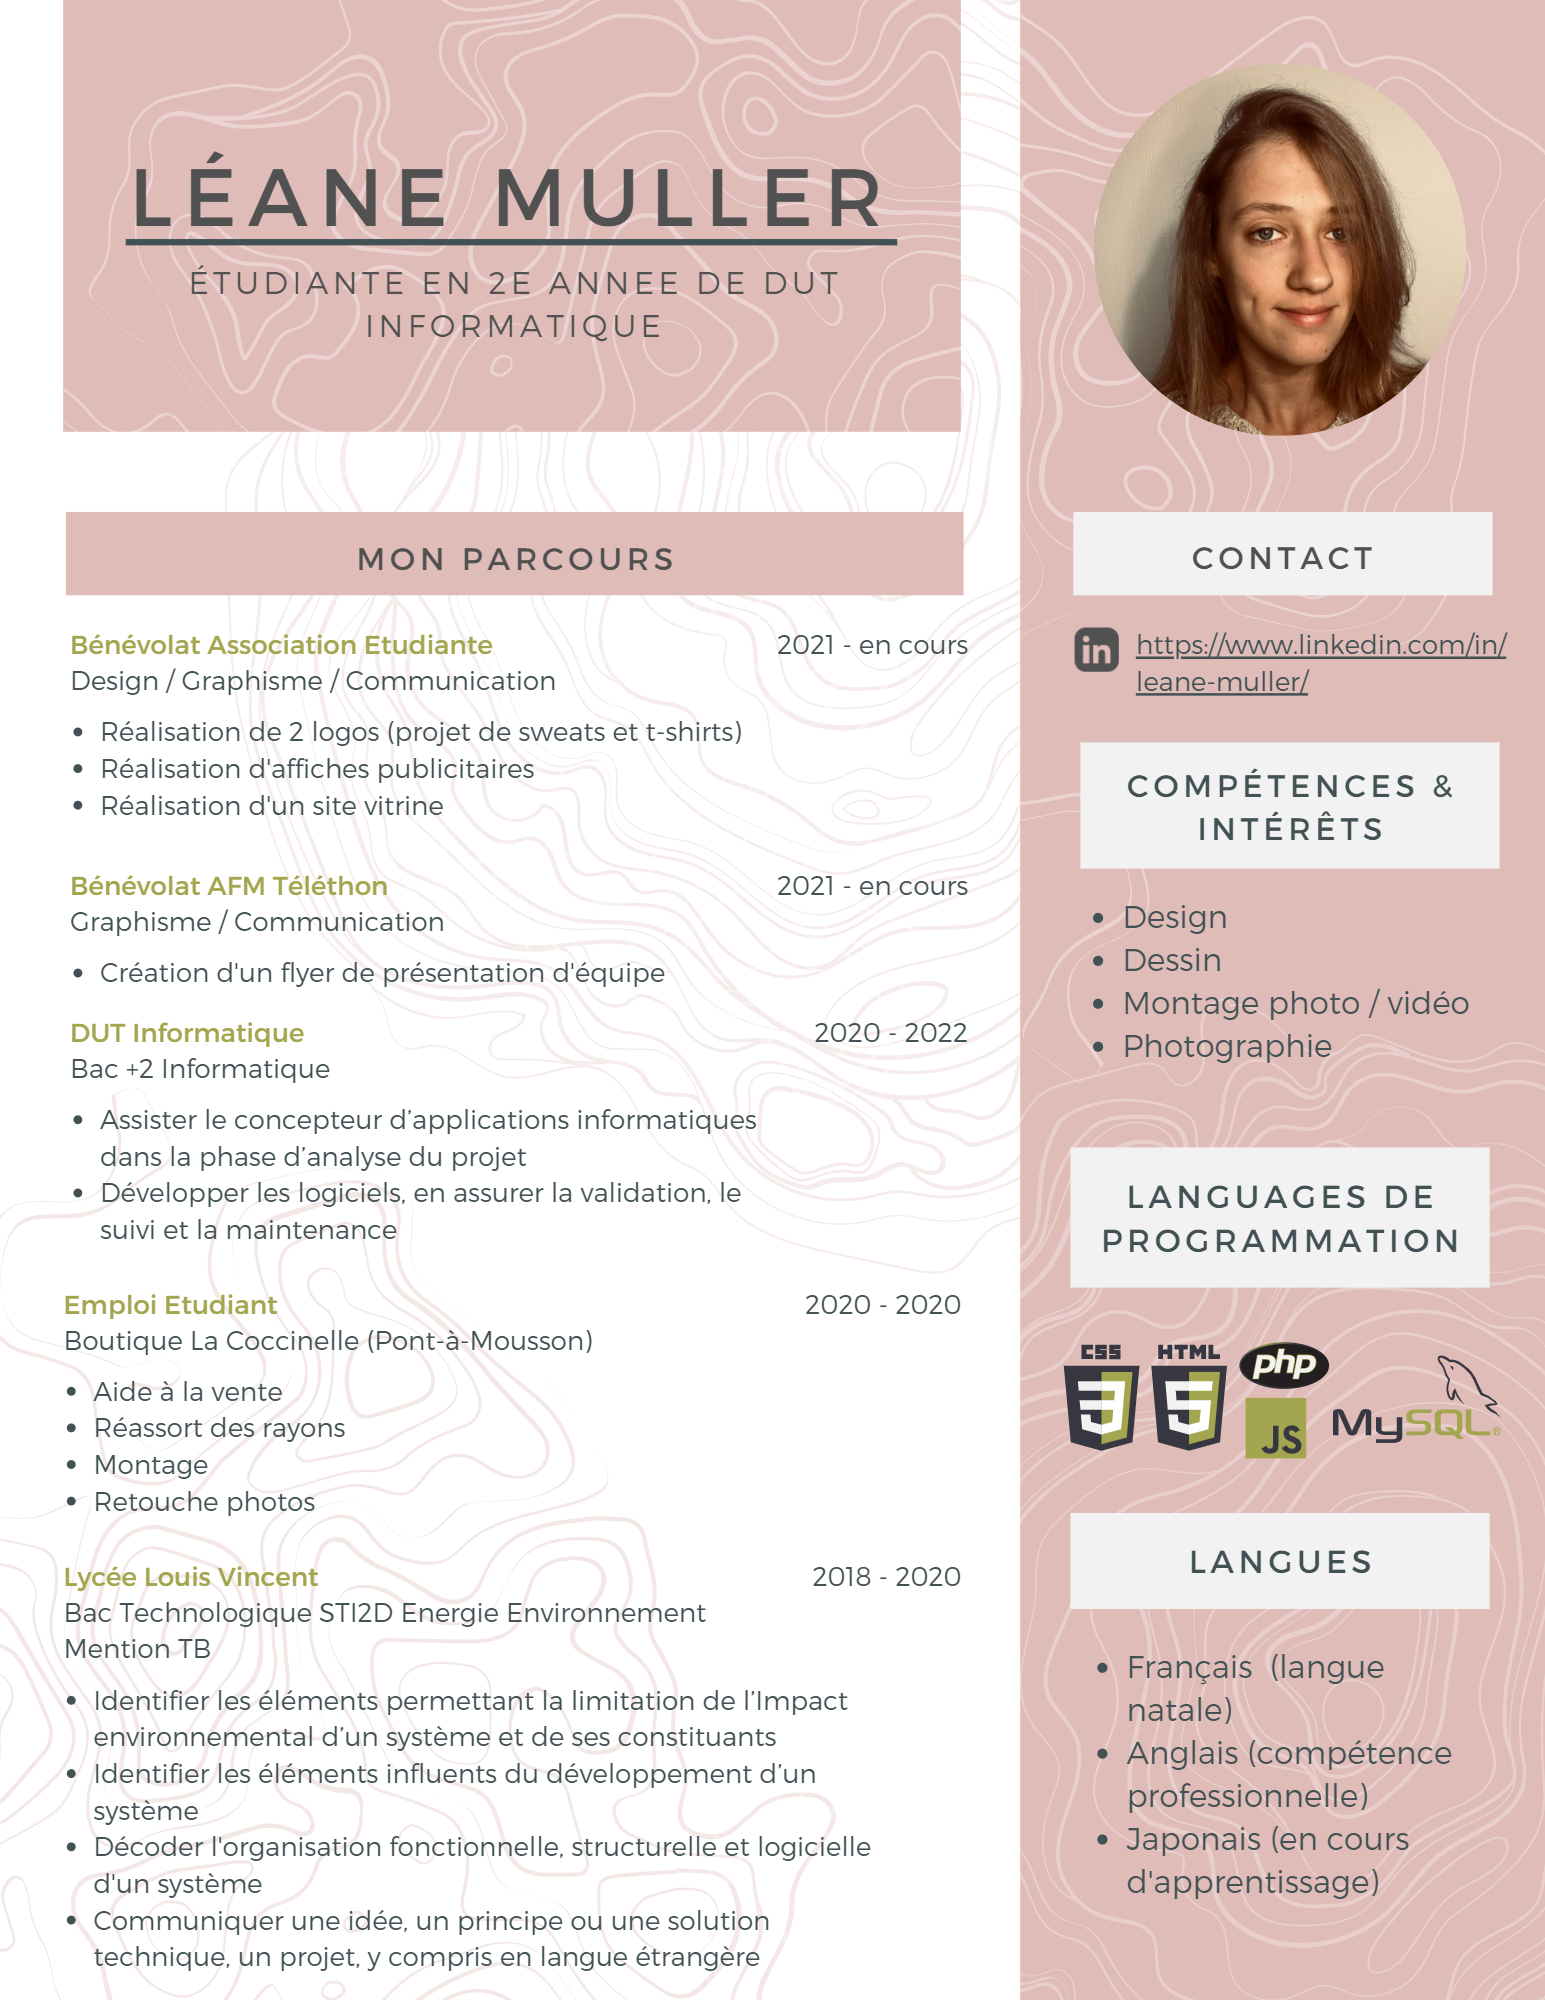 LÉANE MULLER
ÉTUDIANTE EN 2E ANNEE DE DUT
INFORMATIQUE
MON PARCOURS
Bénévolat Association Etudiante
2021 - en cours
Design / Graphisme / Communication
• Réalisation de 2 logos (projet de sweats et t-shirts)
• Réalisation d'affiches publicitaires
• Réalisation d'un site vitrine
Bénévolat AFM Téléthon
2021 - en cours
Graphisme / Communication
• Création d'un flyer de présentation d'équipe
DUT Informatique
2020 - 2022
Bac +2 Informatique
• Assister le concepteur d’applications informatiques
dans la phase d’analyse du projet
• Développer les logiciels, en assurer la validation, le
suivi et la maintenance
Emploi Etudiant
2020 - 2020
Boutique La Coccinelle (Pont-à-Mousson)
• Aide à la vente
• Réassort des rayons
• Montage
• Retouche photos
Lycée Louis Vincent
2018 - 2020
Bac Technologique STI2D Energie Environnement
Mention TB
• Identifier les éléments permettant la limitation de l’Impact
environnemental d’un système et de ses constituants
• Identifier les éléments influents du développement d’un
système
• Décoder l'organisation fonctionnelle, structurelle et logicielle
d'un système
• Communiquer une idée, un principe ou une solution
technique, un projet, y compris en langue étrangère
CONTACT
in
https://www.linkedin.com/in/
leane-muller/
COMPÉTENCES &
INTÉRÊTS
• Design
• Dessin
• Montage photo / vidéo
• Photographie
LANGUAGES DE
PROGRAMMATION
CSS
3
HTML
5
php
JS
MySQL®
LANGUES
• Français (langue
natale)
• Anglais (compétence
professionnelle)
• Japonais (en cours
d'apprentissage)